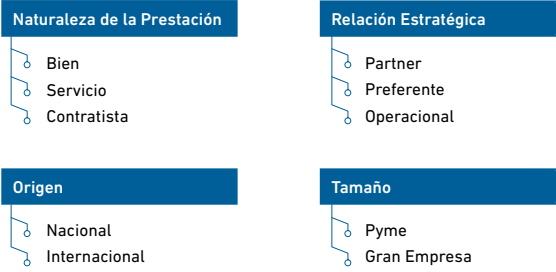 Naturaleza de la Prestación
Bien
Servicio
Contratista
Relación Estratégica
Partner
Preferente
Operacional
Origen
Nacional
Internacional
Tamaño
Pyme
Gran Empresa